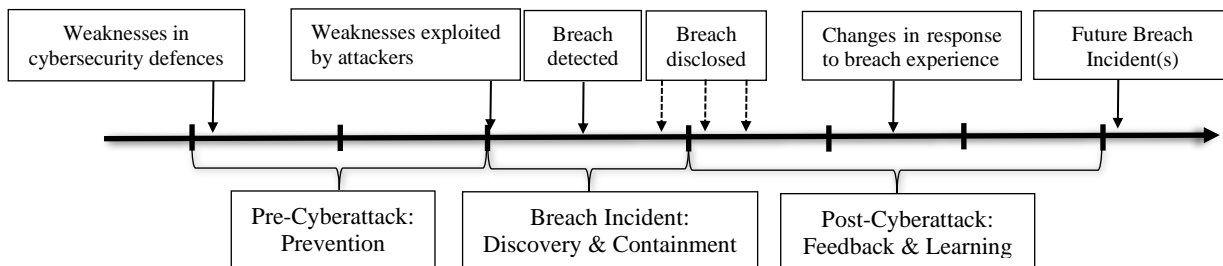 Weaknesses in
cybersecurity defences
Weaknesses exploited
by attackers
Breach
detected
Breach
disclosed
Changes in response
to breach experience
Future Breach
Incident(s)
Pre-Cyberattack:
Prevention
Breach Incident:
Discovery & Containment
Post-Cyberattack:
Feedback & Learning